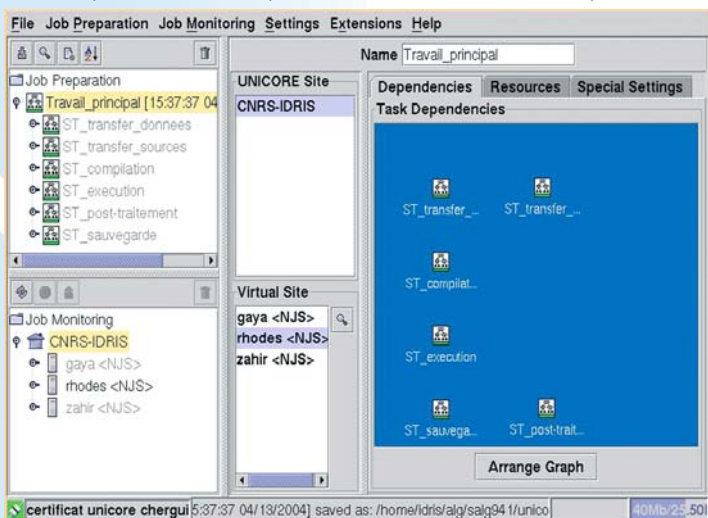 File Job Preparation Job Monitoring Settings Extensions Help
Name Travail_principal
Job Preparation
Travail_principal [15:37:37 04
ST_transfer_donnees
ST_transfer_sources
ST_compilation
ST_execution
ST_post-traitement
ST_sauvegarde
UNICORE Site
CNRS-IDRIS
Dependencies Resources Special Settings
Task Dependencies
ST_transfer_... ST_transfer_...
ST_compilat...
ST_execution
ST_sauvega... ST_post-trait...
Arrange Graph
Job Monitoring
CNRS-IDRIS
gaya <NJS>
rhodes <NJS>
zahir <NJS>
Virtual Site
gaya <NJS>
rhodes <NJS>
zahir <NJS>
certificat unicore chergui 5:37:37 04/13/2004] saved as: /home/idris/alg/salg941/unico 40Mb/25.50